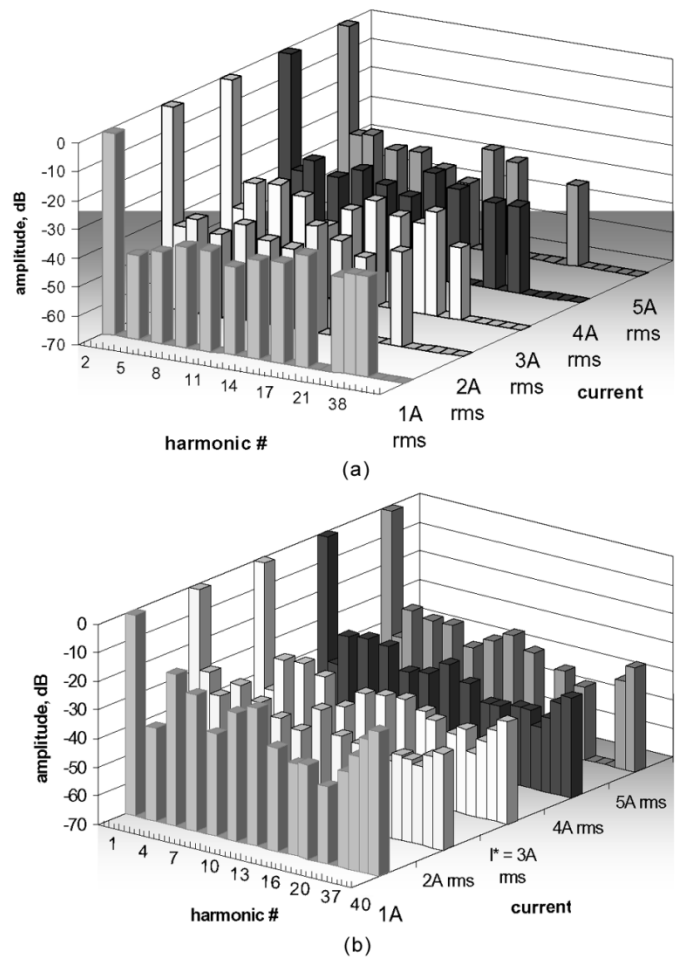 0
-10
-20
-30
-40
-50
-60
-70
amplitude, dB
2
5
8
11
14
17
21
38
harmonic #
1A
rms
2A
rms
3A
rms
4A
rms
5A
rms
current
(a)
0
-10
-20
-30
-40
-50
-60
-70
amplitude, dB
1
4
7
10
13
16
20
37
40
harmonic #
1A
2A rms
I* = 3A
rms
4A rms
5A rms
current
(b)